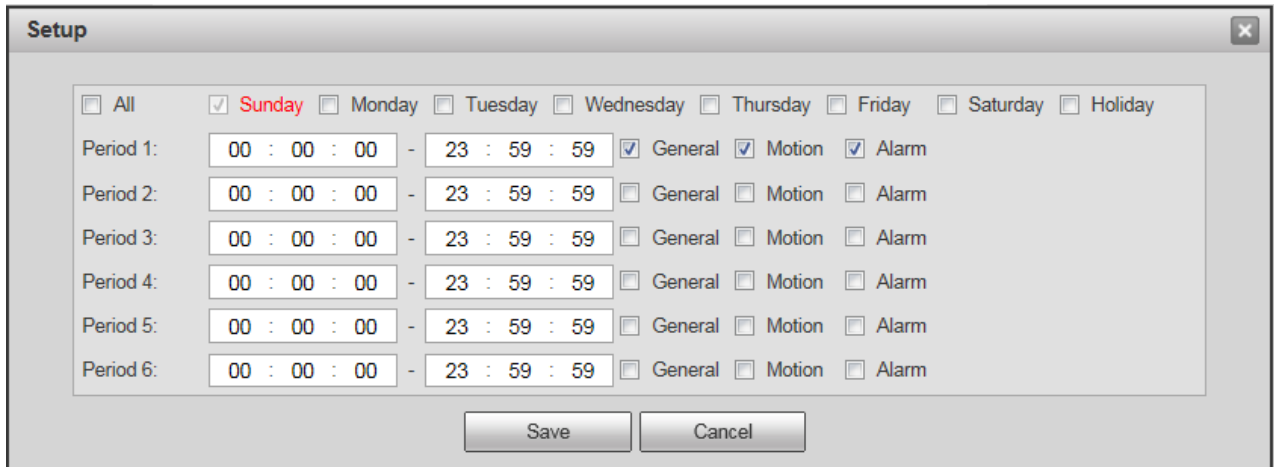 Setup
All Sunday Monday Tuesday Wednesday Thursday Friday Saturday Holiday
Period 1: 00 : 00 : 00 - 23 : 59 : 59 General Motion Alarm
Period 2: 00 : 00 : 00 - 23 : 59 : 59 General Motion Alarm
Period 3: 00 : 00 : 00 - 23 : 59 : 59 General Motion Alarm
Period 4: 00 : 00 : 00 - 23 : 59 : 59 General Motion Alarm
Period 5: 00 : 00 : 00 - 23 : 59 : 59 General Motion Alarm
Period 6: 00 : 00 : 00 - 23 : 59 : 59 General Motion Alarm
Save Cancel